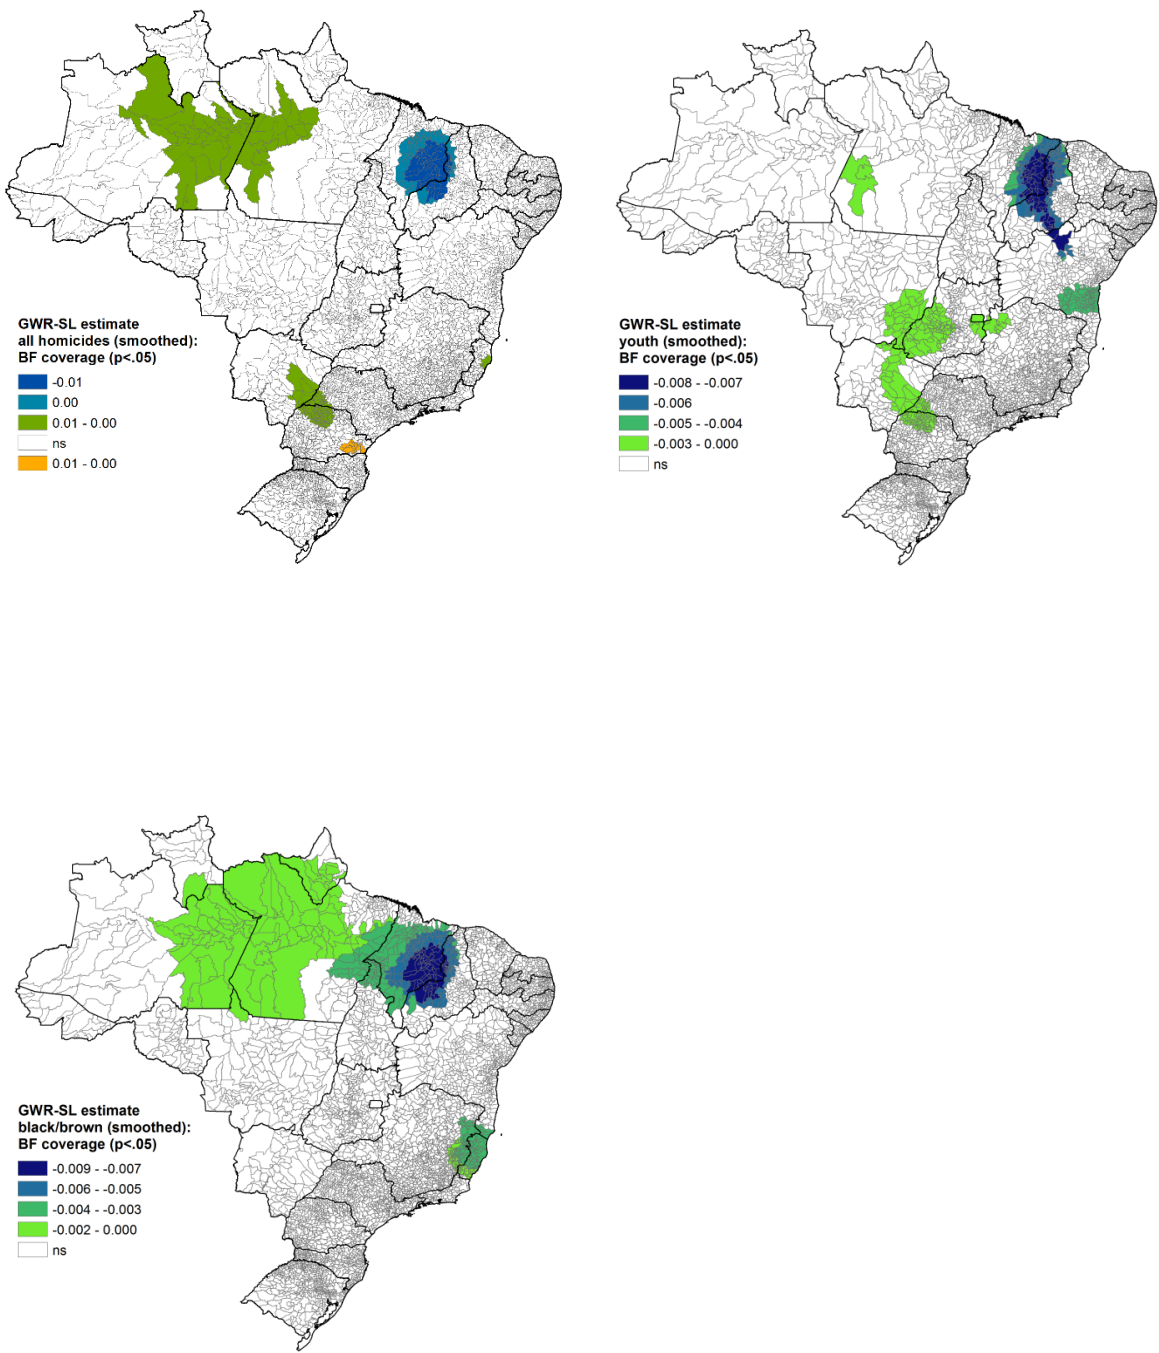 GWR-SL estimate
all homicides (smoothed):
BF coverage (p<.05)
-0.01
0.00
0.01 - 0.00
ns
0.01 - 0.00
GWR-SL estimate
youth (smoothed):
BF coverage (p<.05)
-0.008 - -0.007
-0.006
-0.005 - -0.004
-0.003 - 0.000
ns
GWR-SL estimate
black/brown (smoothed):
BF coverage (p<.05)
-0.009 - -0.007
-0.006 - -0.005
-0.004 - -0.003
-0.002 - 0.000
ns